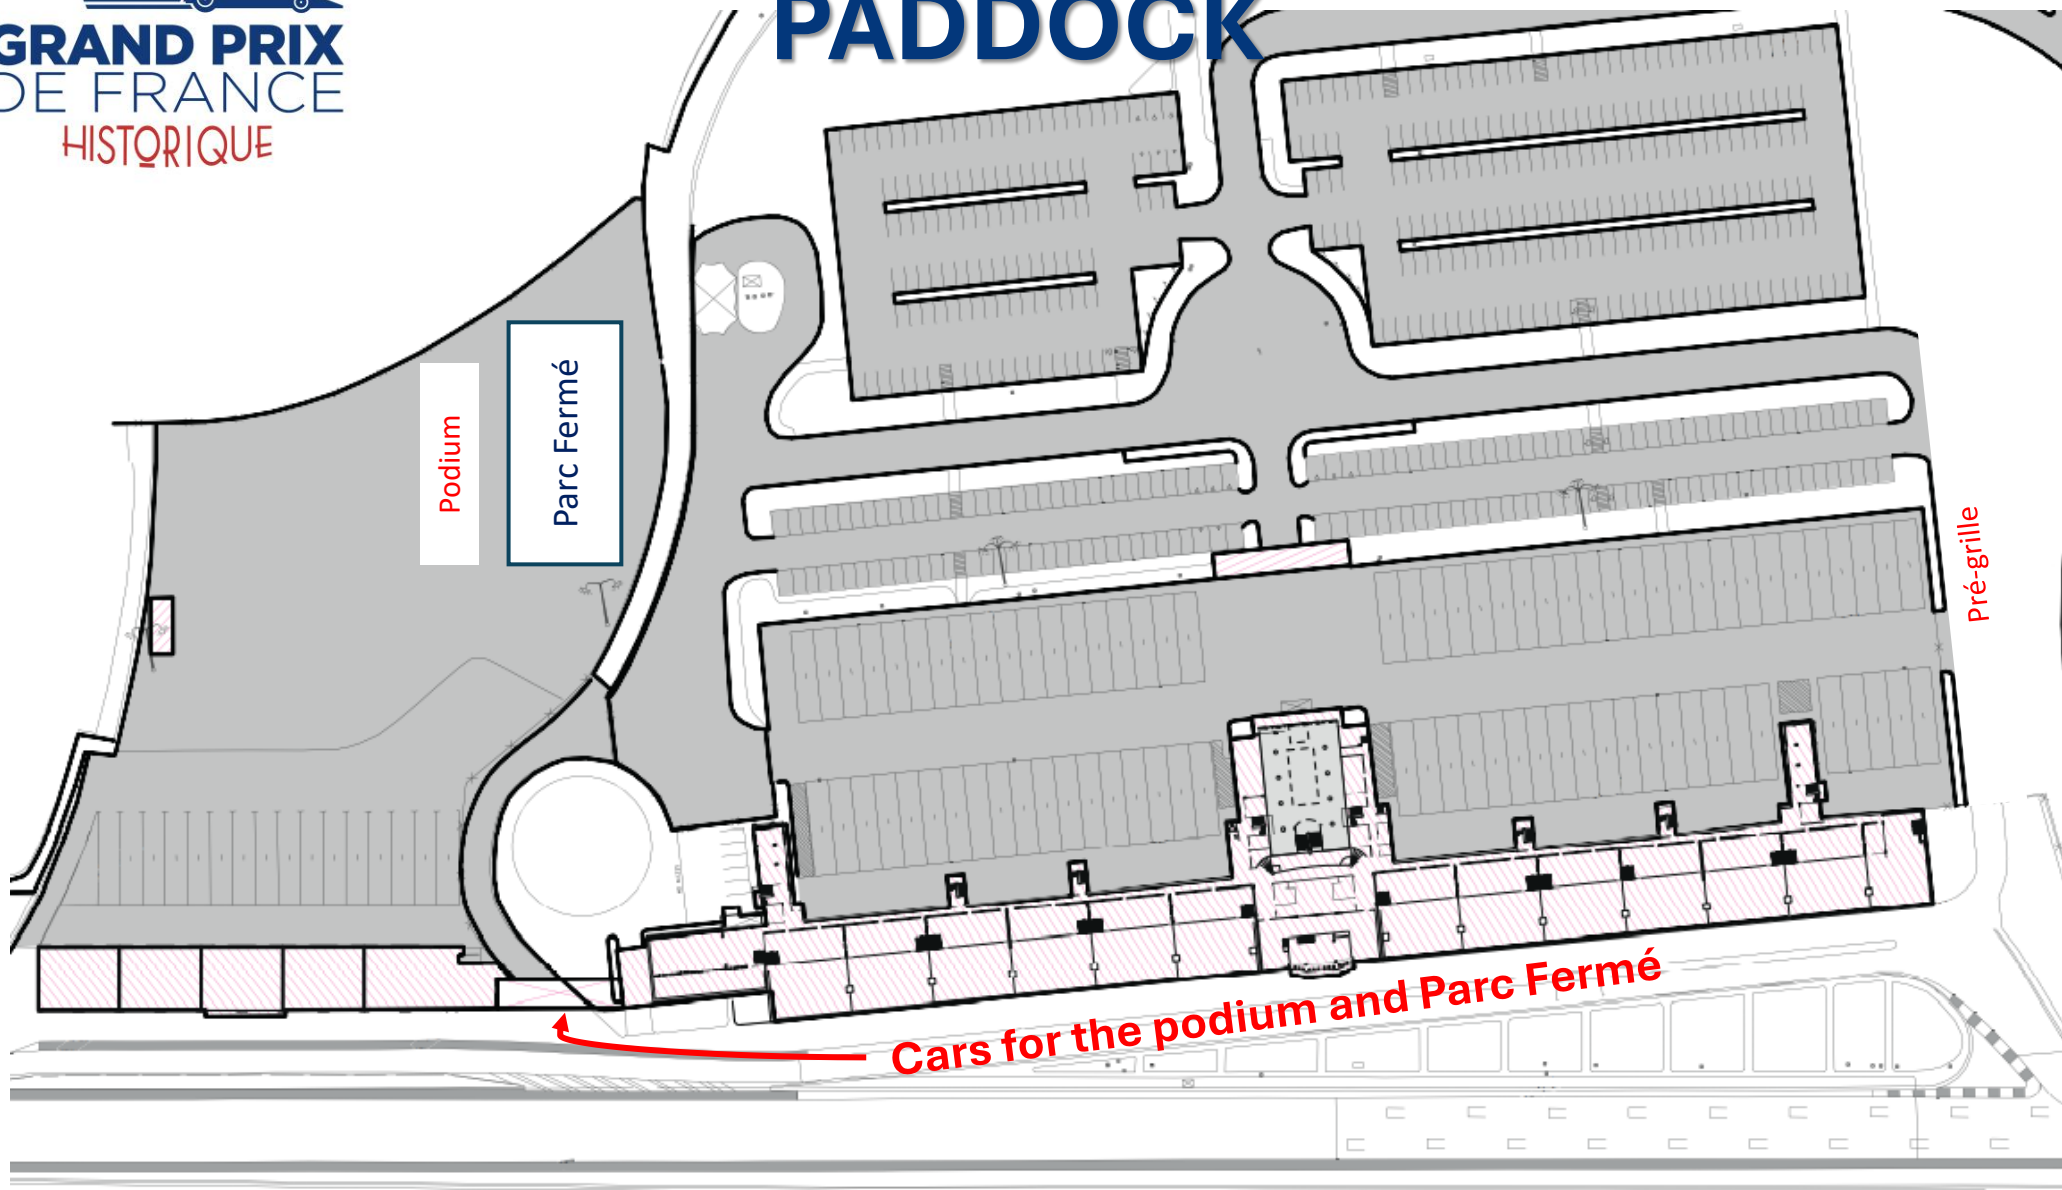 GRAND PRIX
DE FRANCE
HISTORIQUE
PADDOCK
Podium
Parc Fermé
Pré-grille
Cars for the podium and Parc Fermé